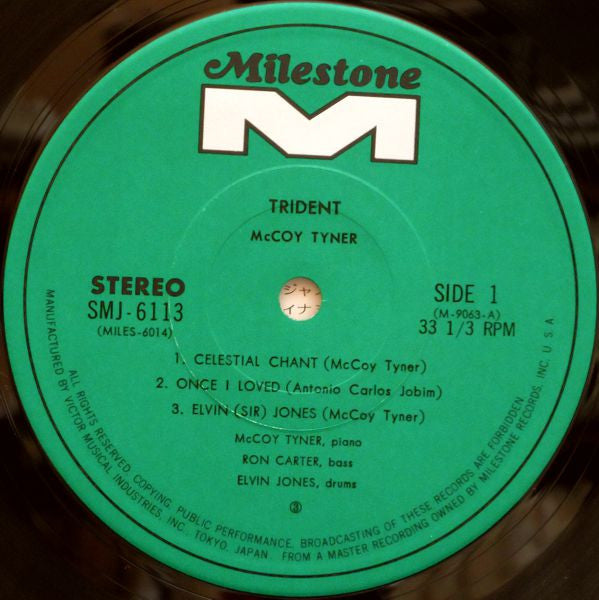 Milestone
M
TRIDENT
McCOY TYNER
STEREO
SMJ-6113
(MILES-6014)
ジャ
イナ
SIDE 1
(M-9063-A)
33 1/3 RPM
1. CELESTIAL CHANT (McCoy Tyner)
2. ONCE I LOVED (Antonio Carlos Jobim)
3. ELVIN (SIR) JONES (McCoy Tyner)
McCOY TYNER, piano
RON CARTER, bass
ELVIN JONES, drums
③
ALL RIGHTS RESERVED. COPYING, PUBLIC PERFORMANCE, BROADCASTING OF THESE RECORDS ARE FORBIDDEN.
MANUFACTURED BY VICTOR MUSICAL INDUSTRIES, INC., TOKYO, JAPAN FROM A MASTER RECORDING OWNED BY MILESTONE RECORDS, INC. U.S.A.